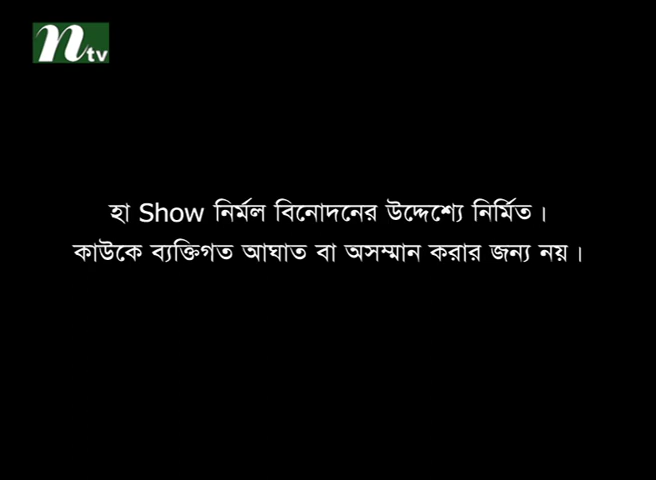 ntv
হা Show নির্মল বিনোদনের উদ্দেশ্যে নির্মিত।
কাউকে ব্যক্তিগত আঘাত বা অসম্মান করার জন্য নয়।